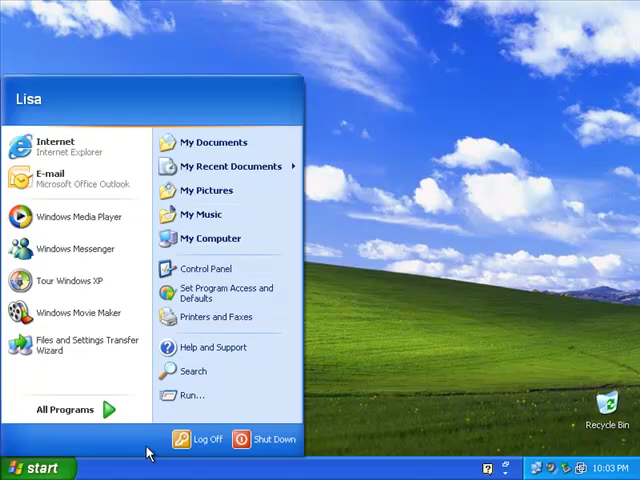 Lisa
Internet
Internet Explorer
E-mail
Microsoft Office Outlook
Windows Media Player
Windows Messenger
Tour Windows XP
Windows Movie Maker
Files and Settings Transfer
Wizard
All Programs
My Documents
My Recent Documents
My Pictures
My Music
My Computer
Control Panel
Set Program Access and
Defaults
Printers and Faxes
Help and Support
Search
Run...
Log Off
Shut Down
Recycle Bin
start
10:03 PM